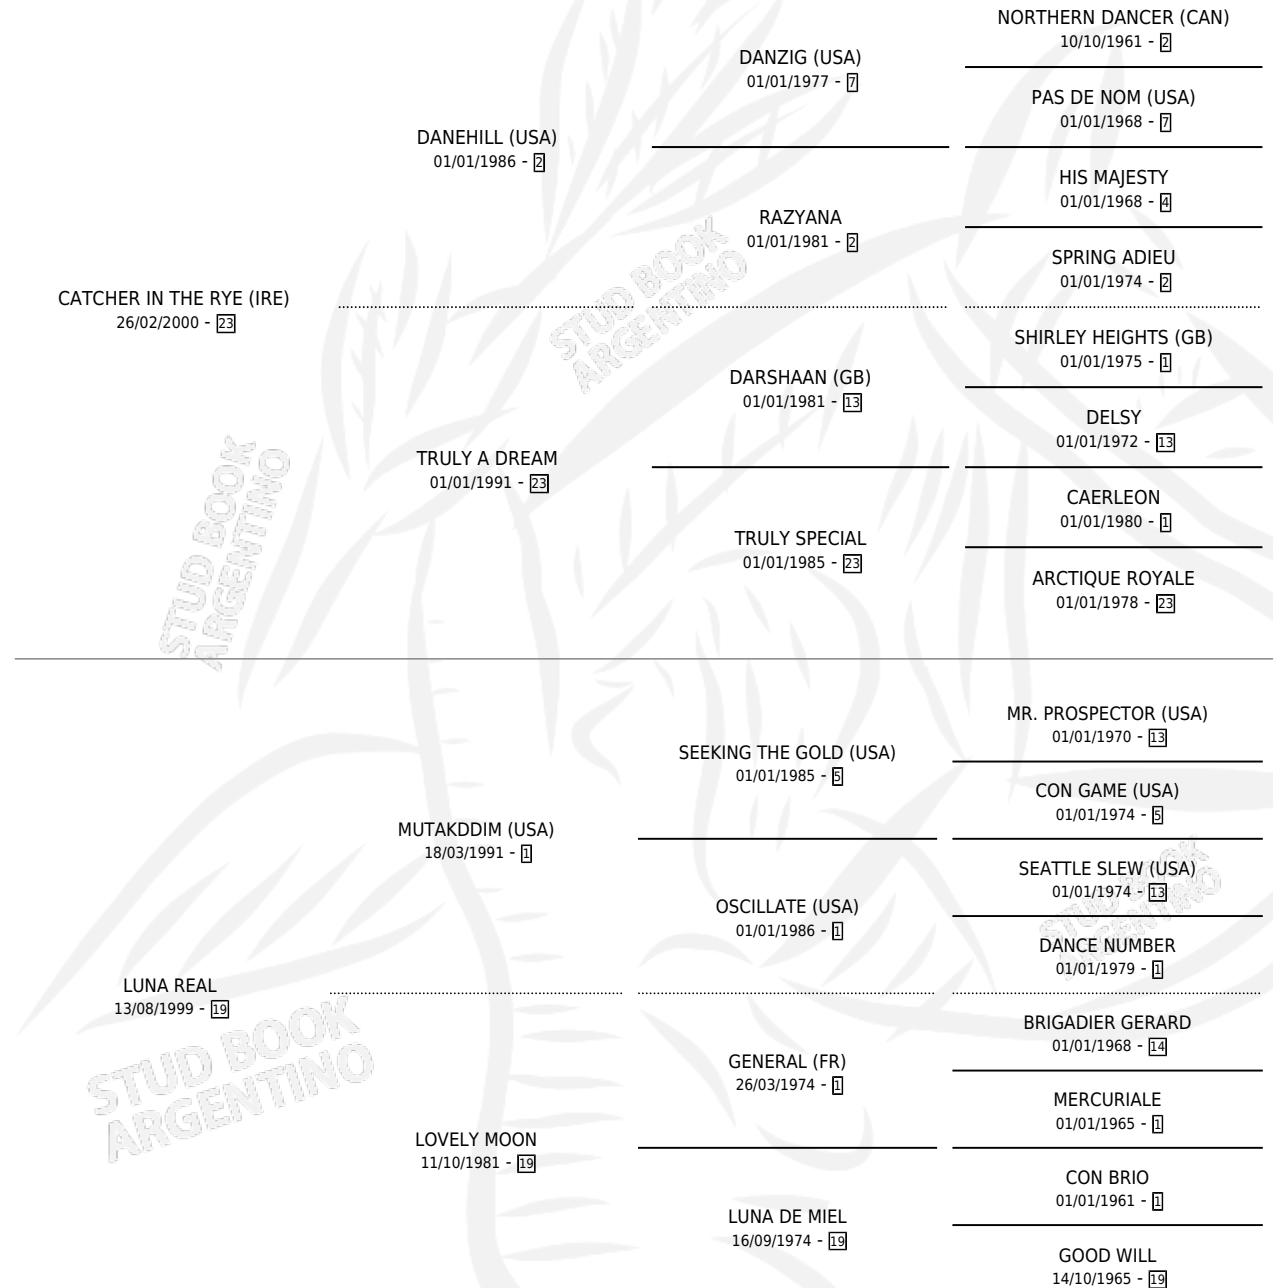 NORTHERN DANCER (CAN)
10/10/1961 - 2
DANZIG (USA)
01/01/1977 - 7
PAS DE NOM (USA)
01/01/1968 - 7
DANEHILL (USA)
01/01/1986 - 2
HIS MAJESTY
01/01/1968 - 4
RAZYANA
01/01/1981 - 2
SPRING ADIEU
01/01/1974 - 2
CATCHER IN THE RYE (IRE)
26/02/2000 - 23
STUD BOOK
ARGENTINO
SHIRLEY HEIGHTS (GB)
01/01/1975 - 1
DARSHAAN (GB)
01/01/1981 - 13
DELSY
01/01/1972 - 13
TRULY A DREAM
01/01/1991 - 23
CAERLEON
01/01/1980 - 1
TRULY SPECIAL
01/01/1985 - 23
ARCTIQUE ROYALE
01/01/1978 - 23
STUD BOOK
ARGENTINO
MR. PROSPECTOR (USA)
01/01/1970 - 13
SEEKING THE GOLD (USA)
01/01/1985 - 5
CON GAME (USA)
01/01/1974 - 5
MUTAKDDIM (USA)
18/03/1991 - 1
SEATTLE SLEW (USA)
01/01/1974 - 13
STUD BOOK
ARGENTINO
OSCILLATE (USA)
01/01/1986 - 1
DANCE NUMBER
01/01/1979 - 1
LUNA REAL
13/08/1999 - 19
STUD BOOK
ARGENTINO
BRIGADIER GERARD
01/01/1968 - 14
GENERAL (FR)
26/03/1974 - 1
MERCURIALE
01/01/1965 - 1
LOVELY MOON
11/10/1981 - 19
CON BRIO
01/01/1961 - 1
LUNA DE MIEL
16/09/1974 - 19
GOOD WILL
14/10/1965 - 19